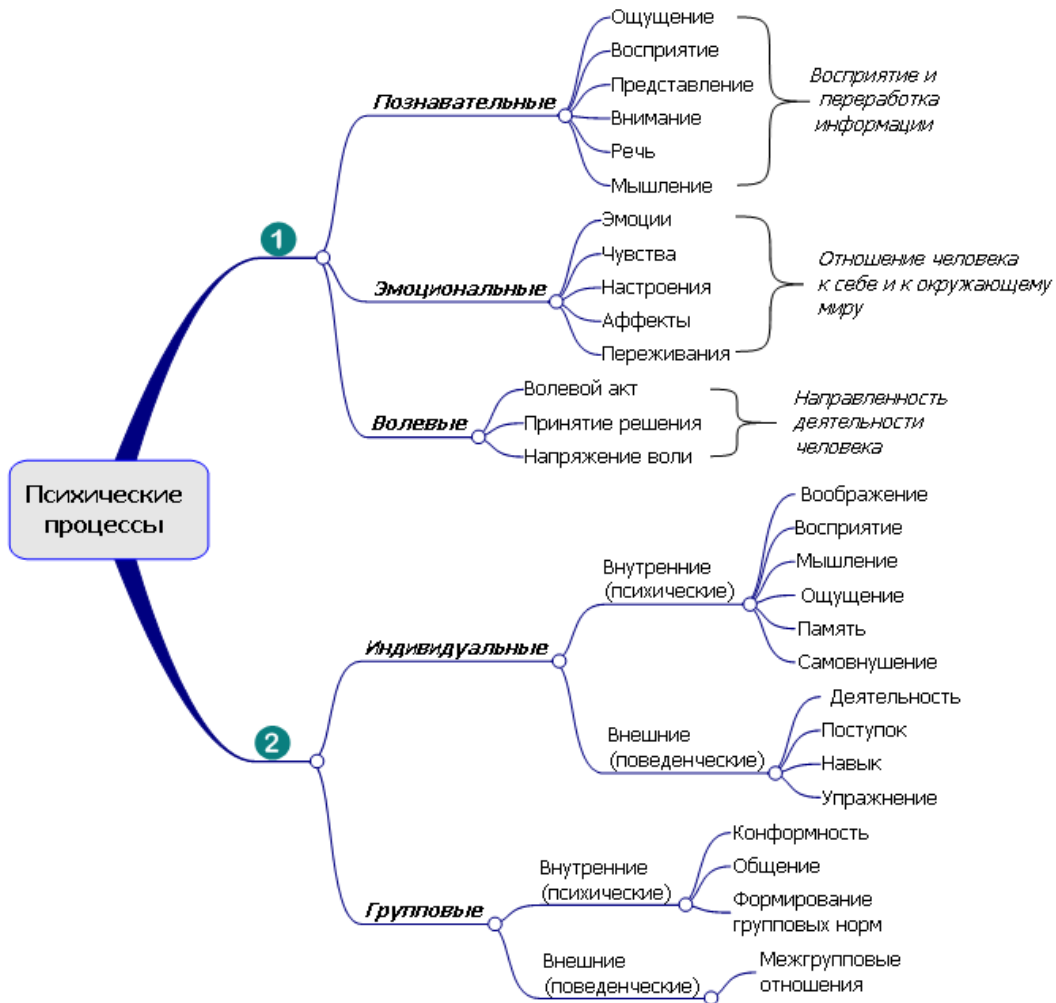 Ощущение
Восприятие
Представление
Внимание
Речь
Мышление
Восприятие и
переработка
информации
Познавательные
1
Эмоции
Чувства
Настроения
Аффекты
Переживания
Отношение человека
к себе и к окружающему
миру
Эмоциональные
Волевой акт
Принятие решения
Напряжение воли
Направленность
деятельности
человека
Волевые
Психические
процессы
Воображение
Восприятие
Мышление
Ощущение
Память
Самовнушение
Внутренние
(психические)
Индивидуальные
Деятельность
Поступок
Навык
Упражнение
Внешние
(поведенческие)
2
Конформность
Общение
Формирование
групповых норм
Внутренние
(психические)
Групповые
Межгрупповые
отношения
Внешние
(поведенческие)